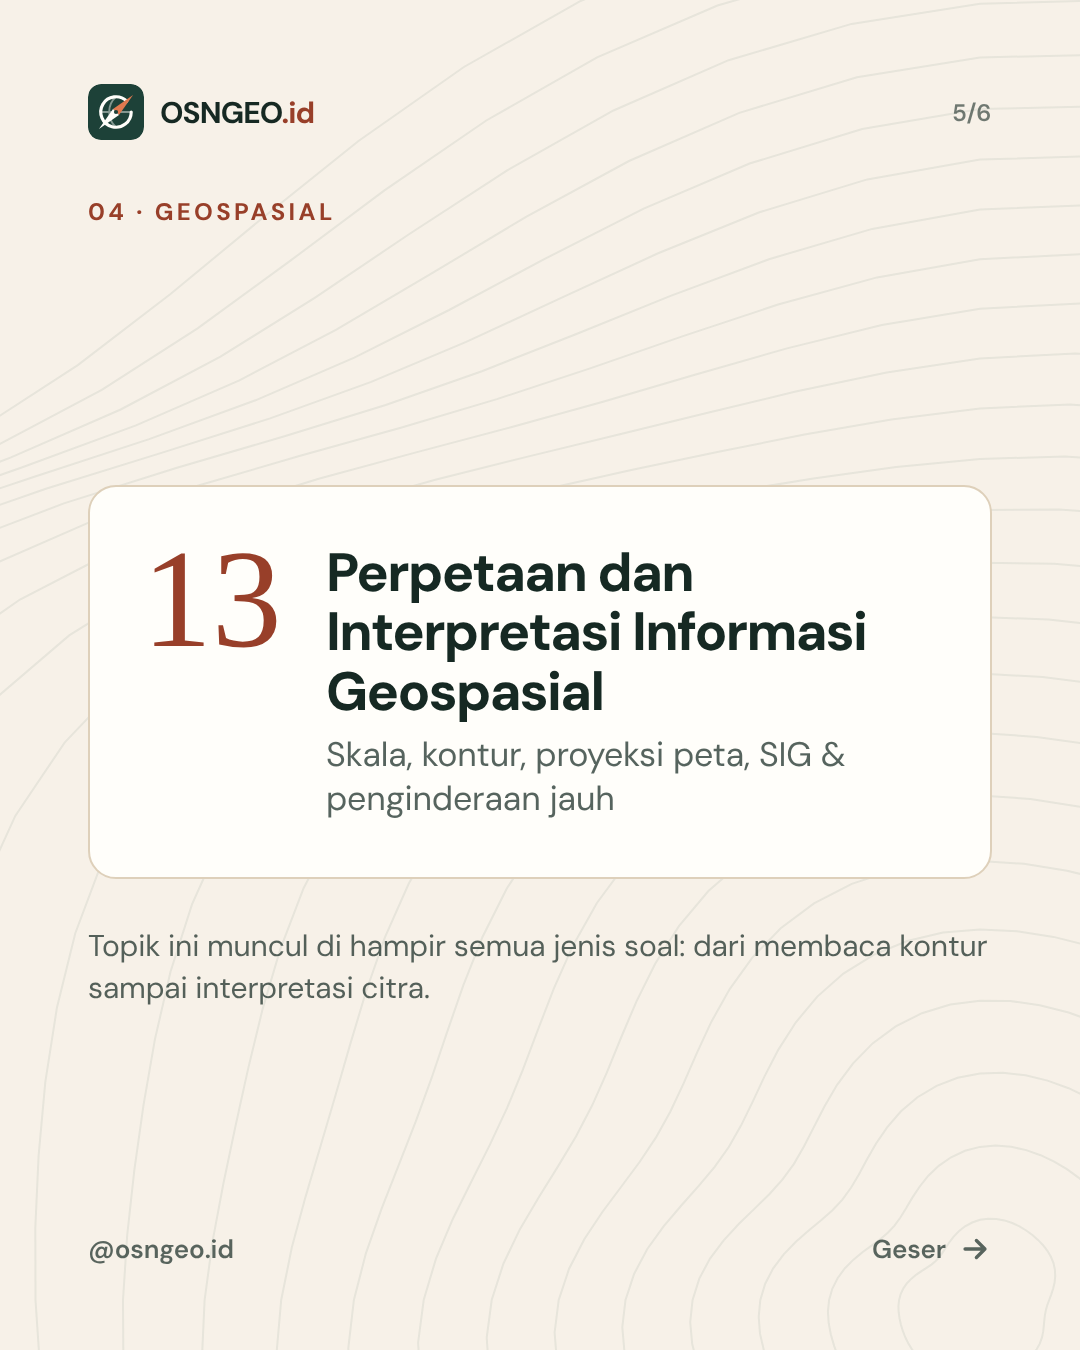 OSNGEO.id
5/6
04 · GEOSPASIAL
13
Perpetaan dan
Interpretasi Informasi
Geospasial
Skala, kontur, proyeksi peta, SIG &
penginderaan jauh
Topik ini muncul di hampir semua jenis soal: dari membaca kontur
sampai interpretasi citra.
@osngeo.id
Geser →